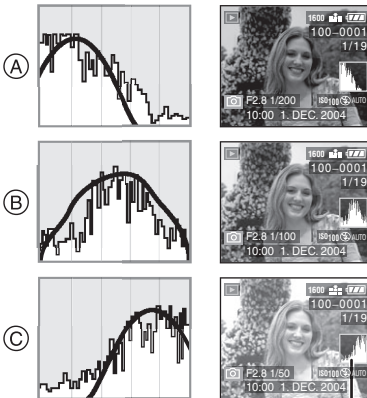 A
1600
100-0001
1/19
F2.8 1/200 ISO100 AUTO
10:00 1. DEC. 2004
B
1600
100-0001
1/19
F2.8 1/100 ISO100 AUTO
10:00 1. DEC. 2004
C
1600
100-0001
1/19
F2.8 1/50 ISO100 AUTO
10:00 1. DEC. 2004